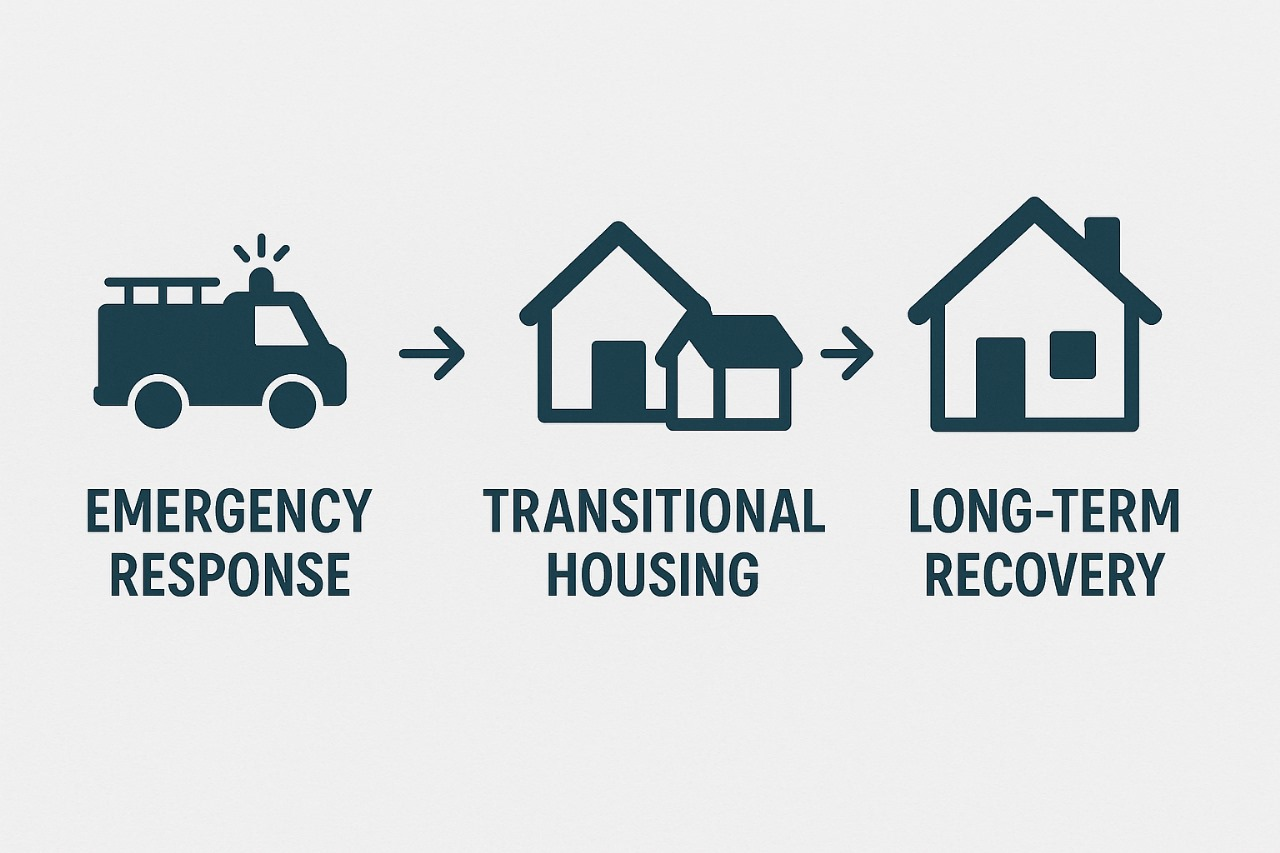 EMERGENCY
RESPONSE
TRANSITIONAL
HOUSING
LONG-TERM
RECOVERY